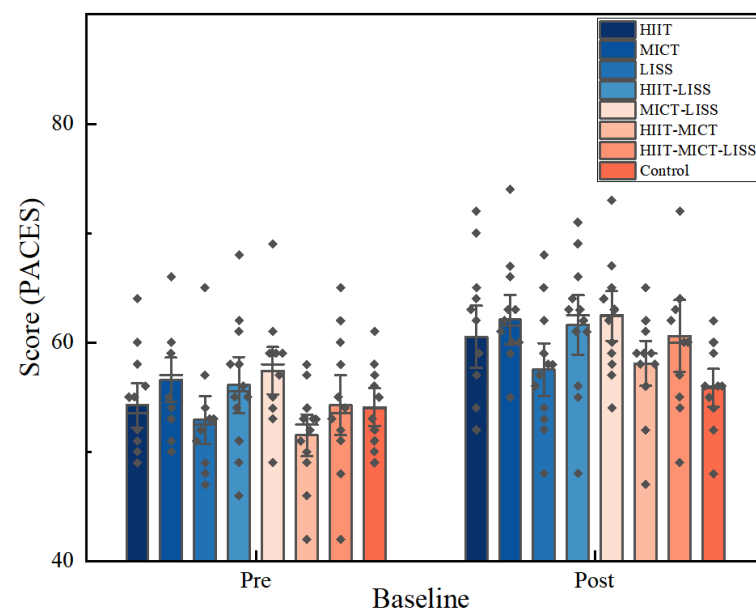 HIIT
MICT
LISS
HIIT-LISS
MICT-LISS
HIIT-MICT
HIIT-MICT-LISS
Control
80
60
40
Score (PACES)
Pre
Post
Baseline